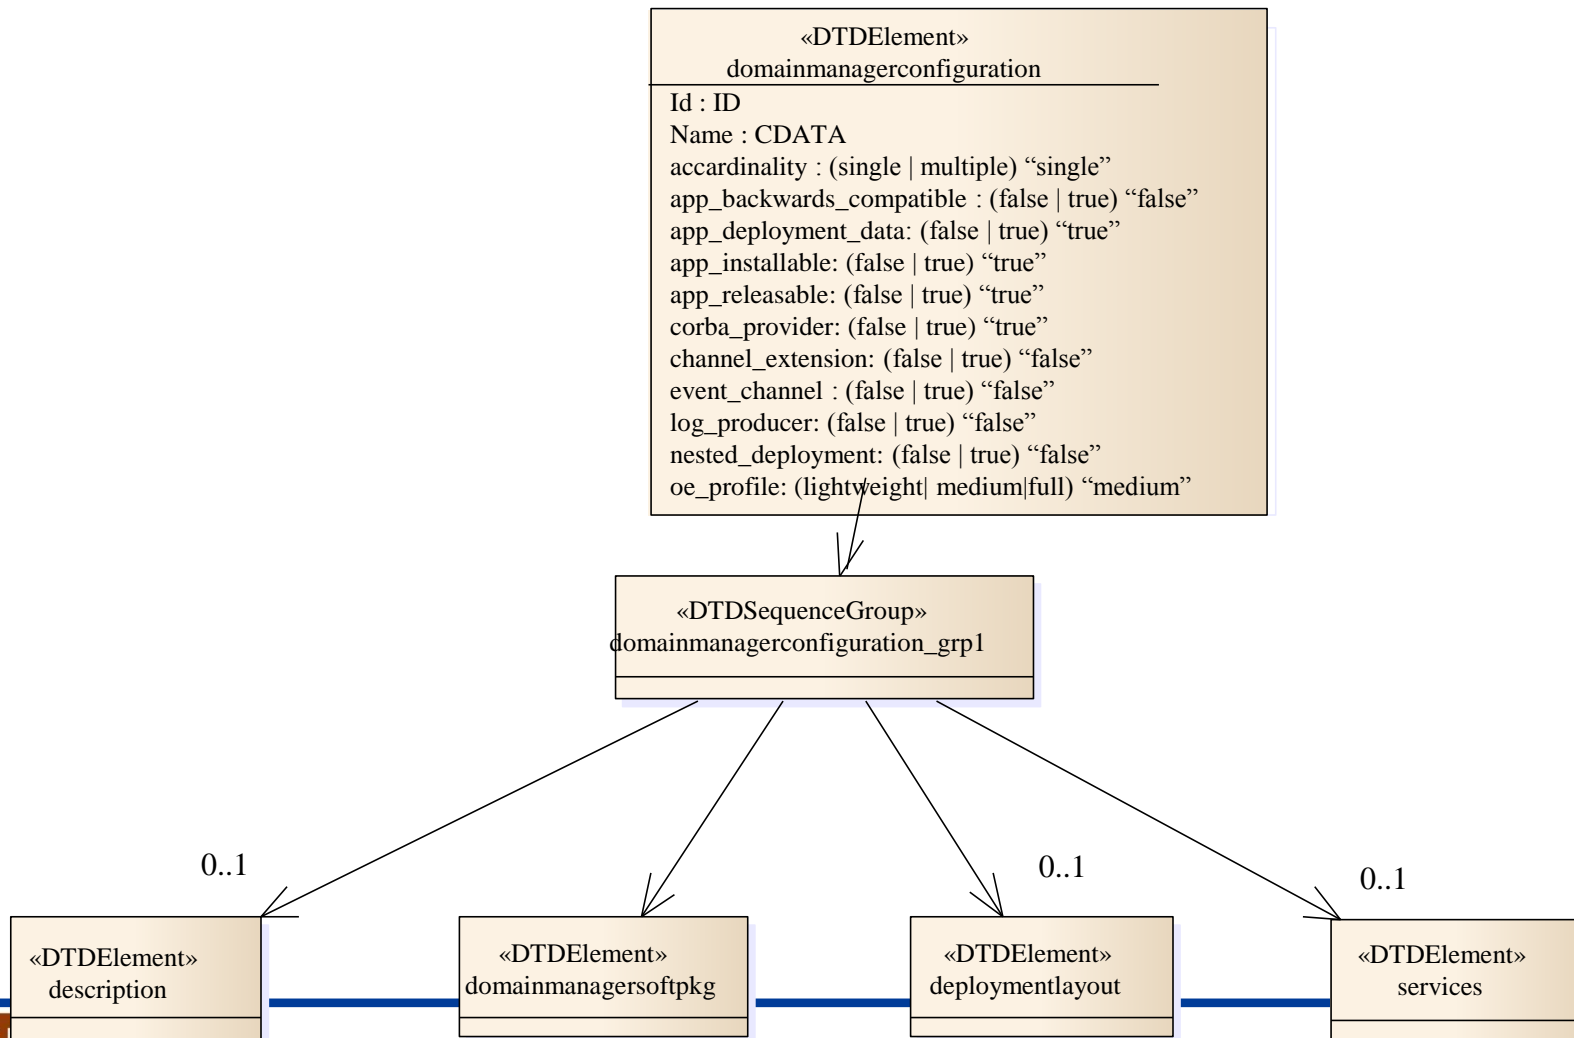 «DTDElement»
domainmanagerconfiguration
Id : ID
Name : CDATA
accardinality : (single | multiple) “single”
app_backwards_compatible : (false | true) “false”
app_deployment_data: (false | true) “true”
app_installable: (false | true) “true”
app_releasable: (false | true) “true”
corba_provider: (false | true) “true”
channel_extension: (false | true) “false”
event_channel : (false | true) “false”
log_producer: (false | true) “false”
nested_deployment: (false | true) “false”
oe_profile: (lightweight| medium|full) “medium”
«DTDSequenceGroup»
domainmanagerconfiguration_grp1
0..1
0..1
0..1
«DTDElement»
description
«DTDElement»
domainmanagersoftpkg
«DTDElement»
deploymentlayout
«DTDElement»
services